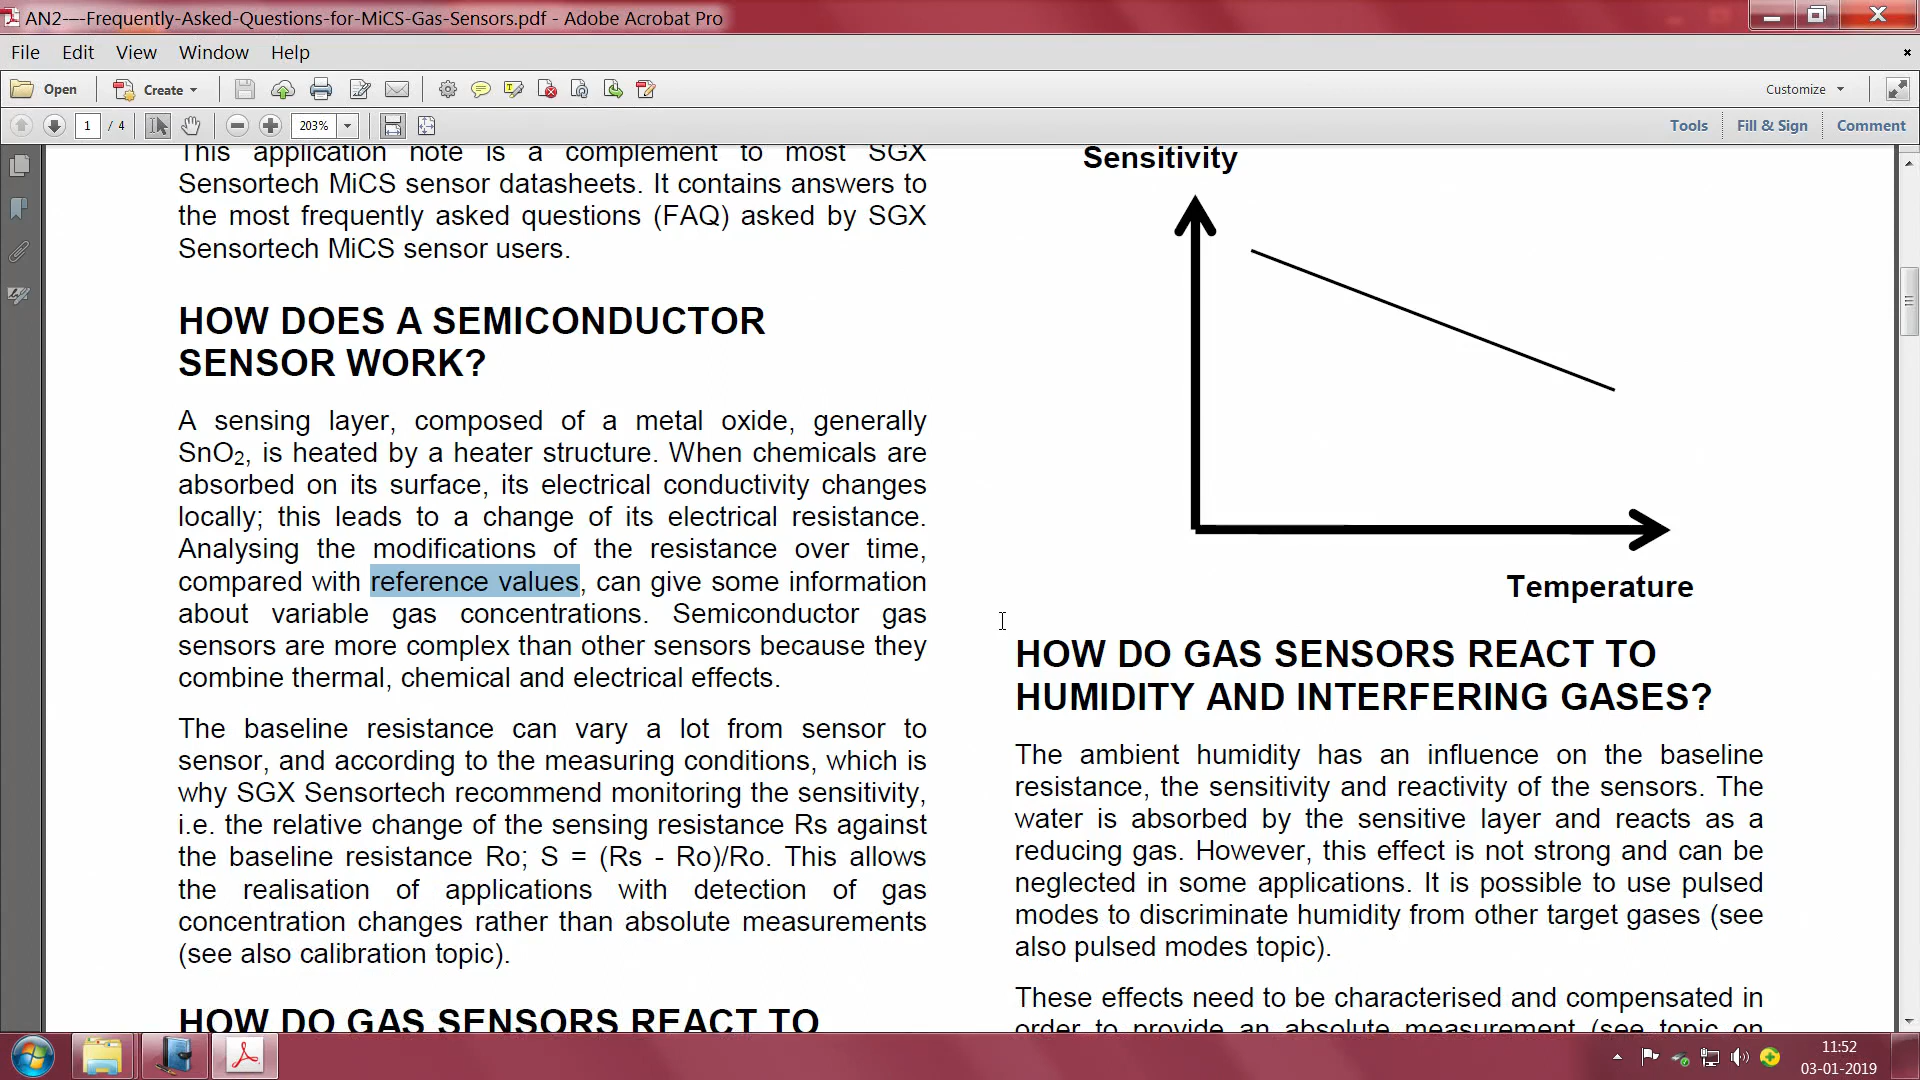 AN2----Frequently-Asked-Questions-for-MiCS-Gas-Sensors.pdf - Adobe Acrobat Pro
File Edit View Window Help
Open Create Customize
1 / 4 203% Tools Fill & Sign Comment
This application note is a complement to most SGX
Sensortech MiCS sensor datasheets. It contains answers to
the most frequently asked questions (FAQ) asked by SGX
Sensortech MiCS sensor users.
HOW DOES A SEMICONDUCTOR
SENSOR WORK?
A sensing layer, composed of a metal oxide, generally
SnO2, is heated by a heater structure. When chemicals are
absorbed on its surface, its electrical conductivity changes
locally; this leads to a change of its electrical resistance.
Analysing the modifications of the resistance over time,
compared with reference values, can give some information
about variable gas concentrations. Semiconductor gas
sensors are more complex than other sensors because they
combine thermal, chemical and electrical effects.
The baseline resistance can vary a lot from sensor to
sensor, and according to the measuring conditions, which is
why SGX Sensortech recommend monitoring the sensitivity,
i.e. the relative change of the sensing resistance Rs against
the baseline resistance Ro; S = (Rs - Ro)/Ro. This allows
the realisation of applications with detection of gas
concentration changes rather than absolute measurements
(see also calibration topic).
HOW DO GAS SENSORS REACT TO
Sensitivity
Temperature
HOW DO GAS SENSORS REACT TO
HUMIDITY AND INTERFERING GASES?
The ambient humidity has an influence on the baseline
resistance, the sensitivity and reactivity of the sensors. The
water is absorbed by the sensitive layer and reacts as a
reducing gas. However, this effect is not strong and can be
neglected in some applications. It is possible to use pulsed
modes to discriminate humidity from other target gases (see
also pulsed modes topic).
These effects need to be characterised and compensated in
order to provide an absolute measurement (see topic on
11:52
03-01-2019